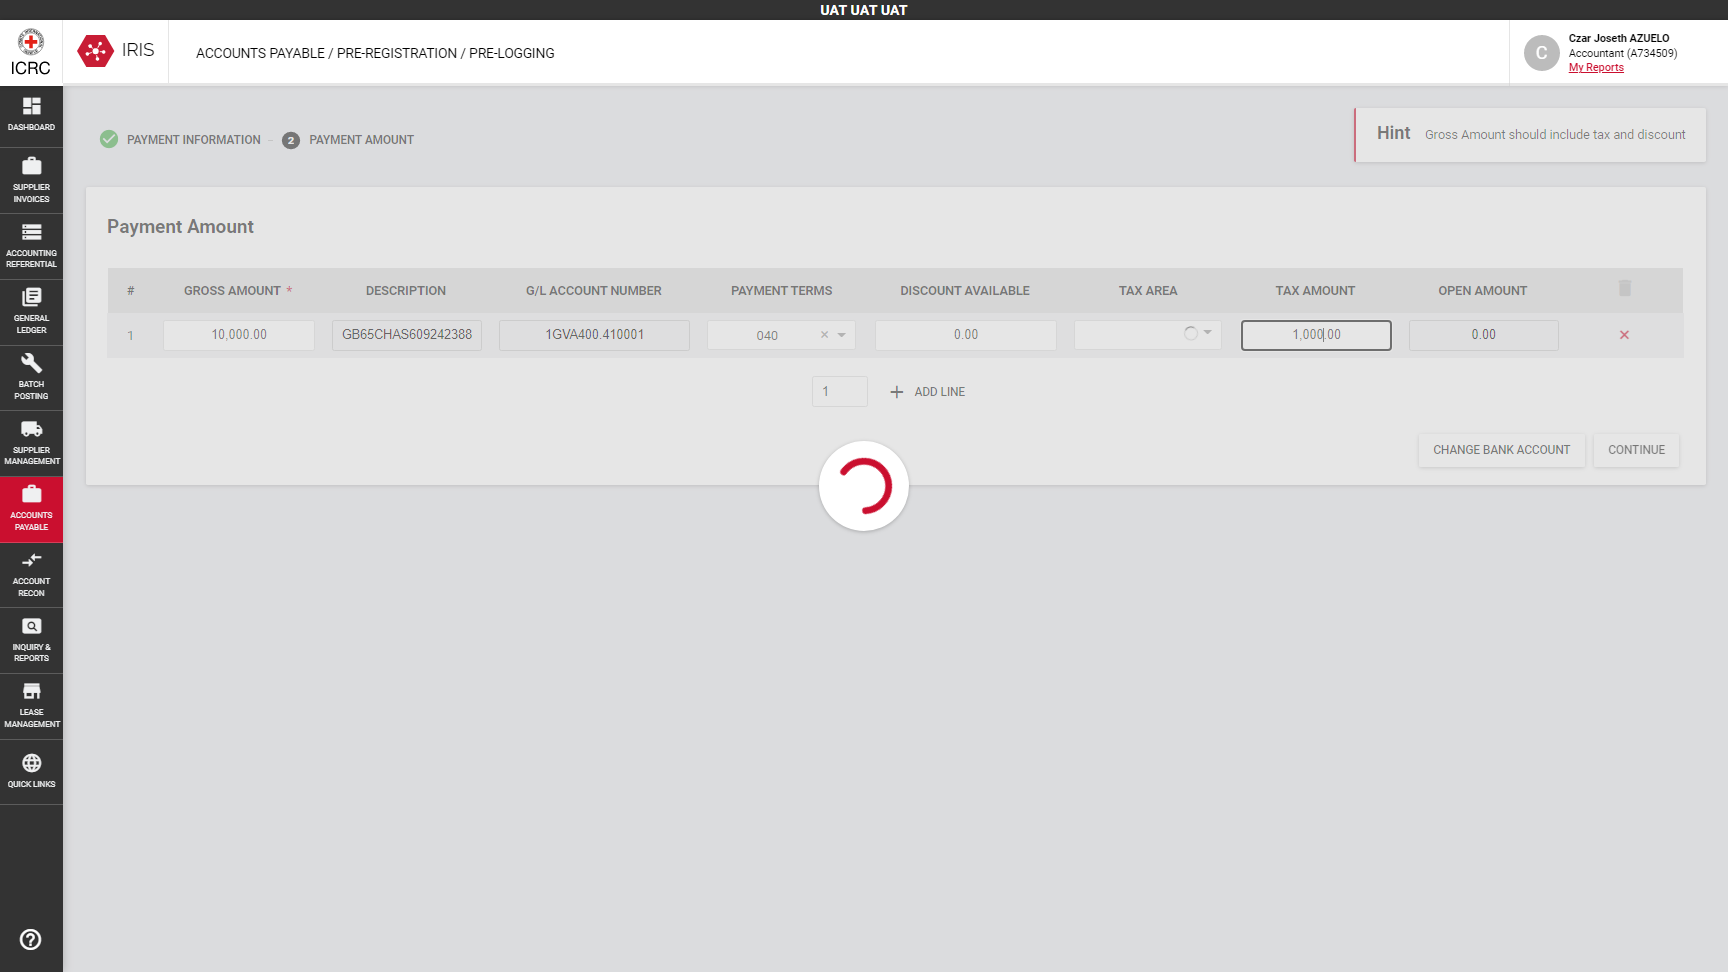 UAT UAT UAT
ICRC
IRIS
ACCOUNTS PAYABLE / PRE-REGISTRATION / PRE-LOGGING
C
Czar Joseth AZUELO
Accountant (A734509)
My Reports
DASHBOARD
SUPPLIER
INVOICES
ACCOUNTING
REFERENTIAL
GENERAL
LEDGER
BATCH
POSTING
SUPPLIER
MANAGEMENT
ACCOUNTS
PAYABLE
ACCOUNT
RECON
INQUIRY &
REPORTS
LEASE
MANAGEMENT
QUICK LINKS
PAYMENT INFORMATION
2 PAYMENT AMOUNT
Hint Gross Amount should include tax and discount
Payment Amount
# GROSS AMOUNT * DESCRIPTION G/L ACCOUNT NUMBER PAYMENT TERMS DISCOUNT AVAILABLE TAX AREA TAX AMOUNT OPEN AMOUNT
1 10,000.00 GB65CHAS609242388 1GVA400.410001 040 × 0.00 1,000.00 0.00 ×
1 + ADD LINE
CHANGE BANK ACCOUNT CONTINUE